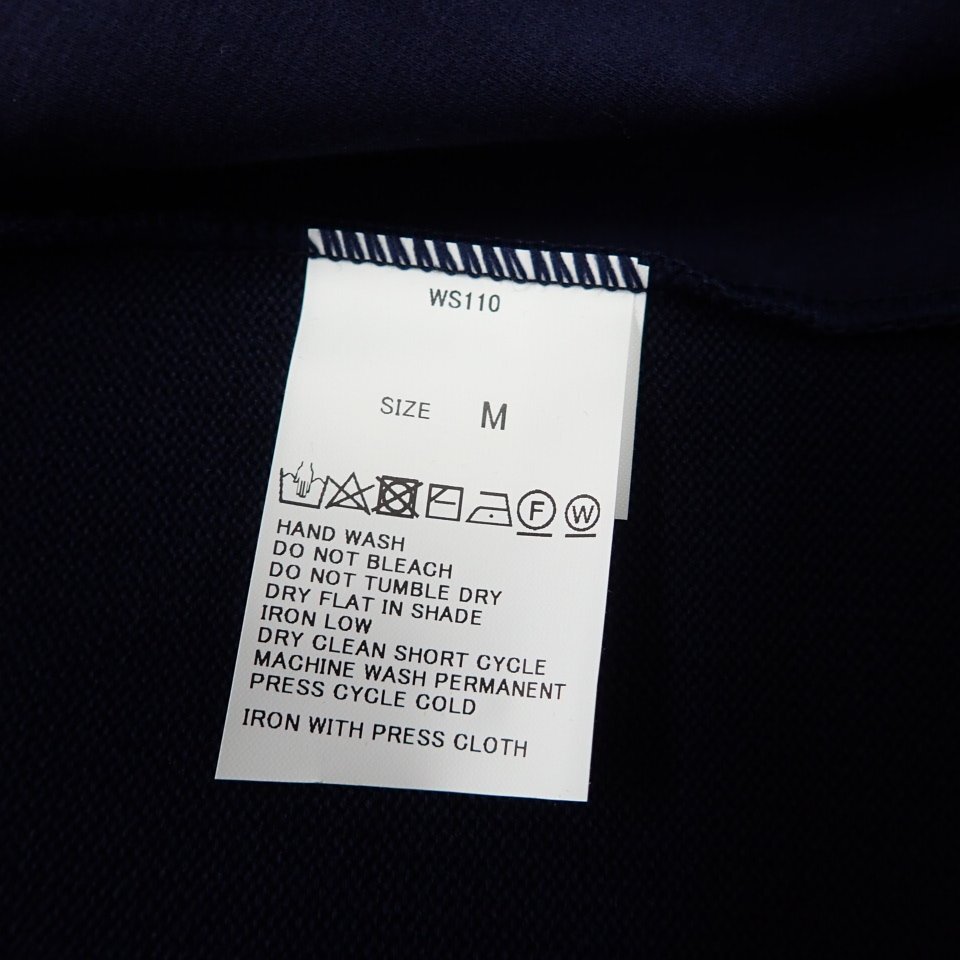 WS110
SIZE M
F W
HAND WASH
DO NOT BLEACH
DO NOT TUMBLE DRY
DRY FLAT IN SHADE
IRON LOW
DRY CLEAN SHORT CYCLE
MACHINE WASH PERMANENT
PRESS CYCLE COLD
IRON WITH PRESS CLOTH